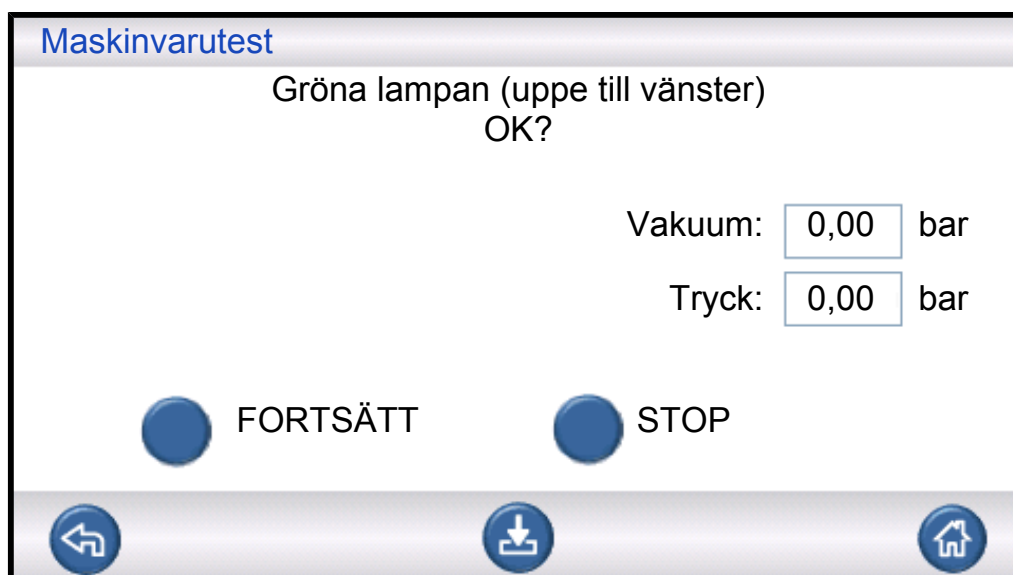 Maskinvarutest
Gröna lampan (uppe till vänster)
OK?
Vakuum: 0,00 bar
Tryck: 0,00 bar
FORTSÄTT STOP